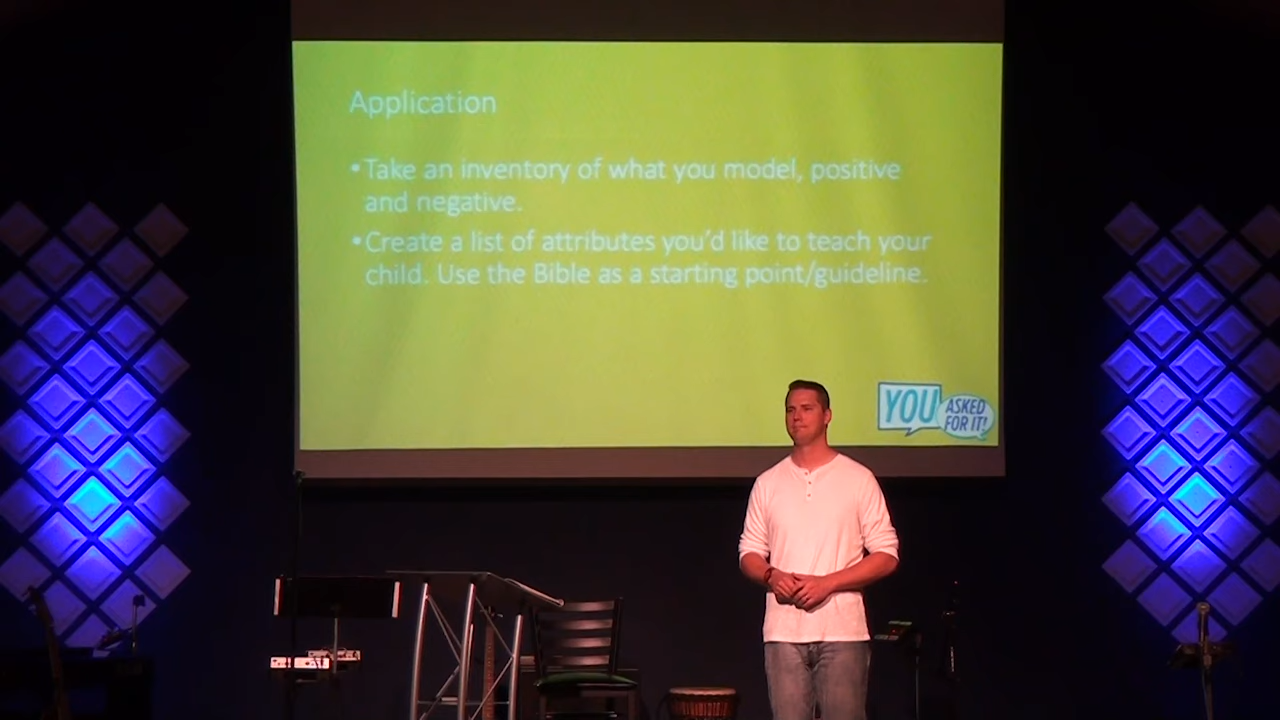 Application
•Take an inventory of what you model, positive
and negative.
•Create a list of attributes you'd like to teach your
child. Use the Bible as a starting point/guideline.
YOU
ASKED
FOR IT!